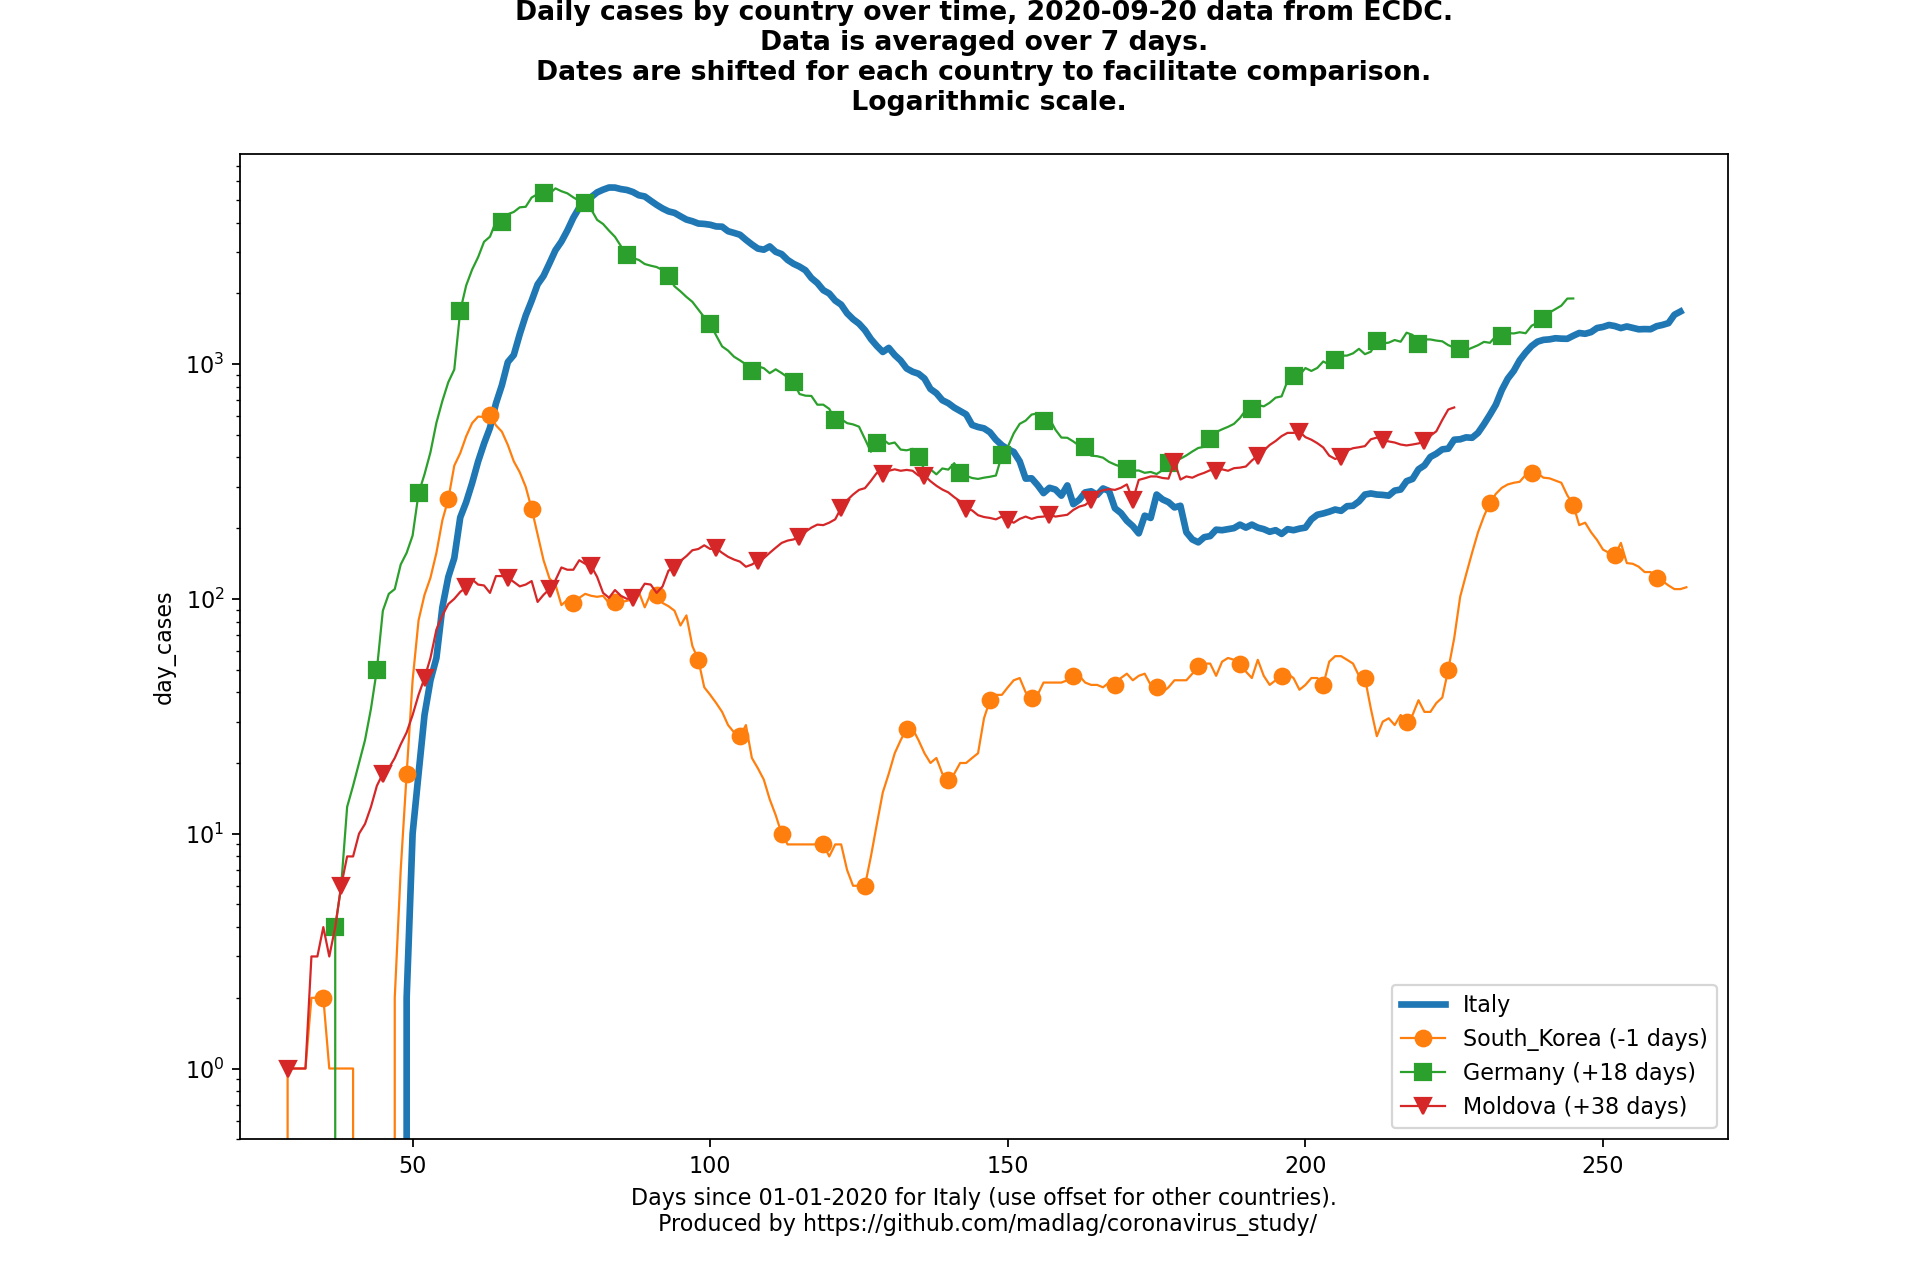 Daily cases by country over time, 2020-09-20 data from ECDC.
Data is averaged over 7 days.
Dates are shifted for each country to facilitate comparison.
Logarithmic scale.
day_cases
10³
10²
10¹
10⁰
50 100 150 200 250
Italy
South_Korea (-1 days)
Germany (+18 days)
Moldova (+38 days)
Days since 01-01-2020 for Italy (use offset for other countries).
Produced by https://github.com/madlag/coronavirus_study/